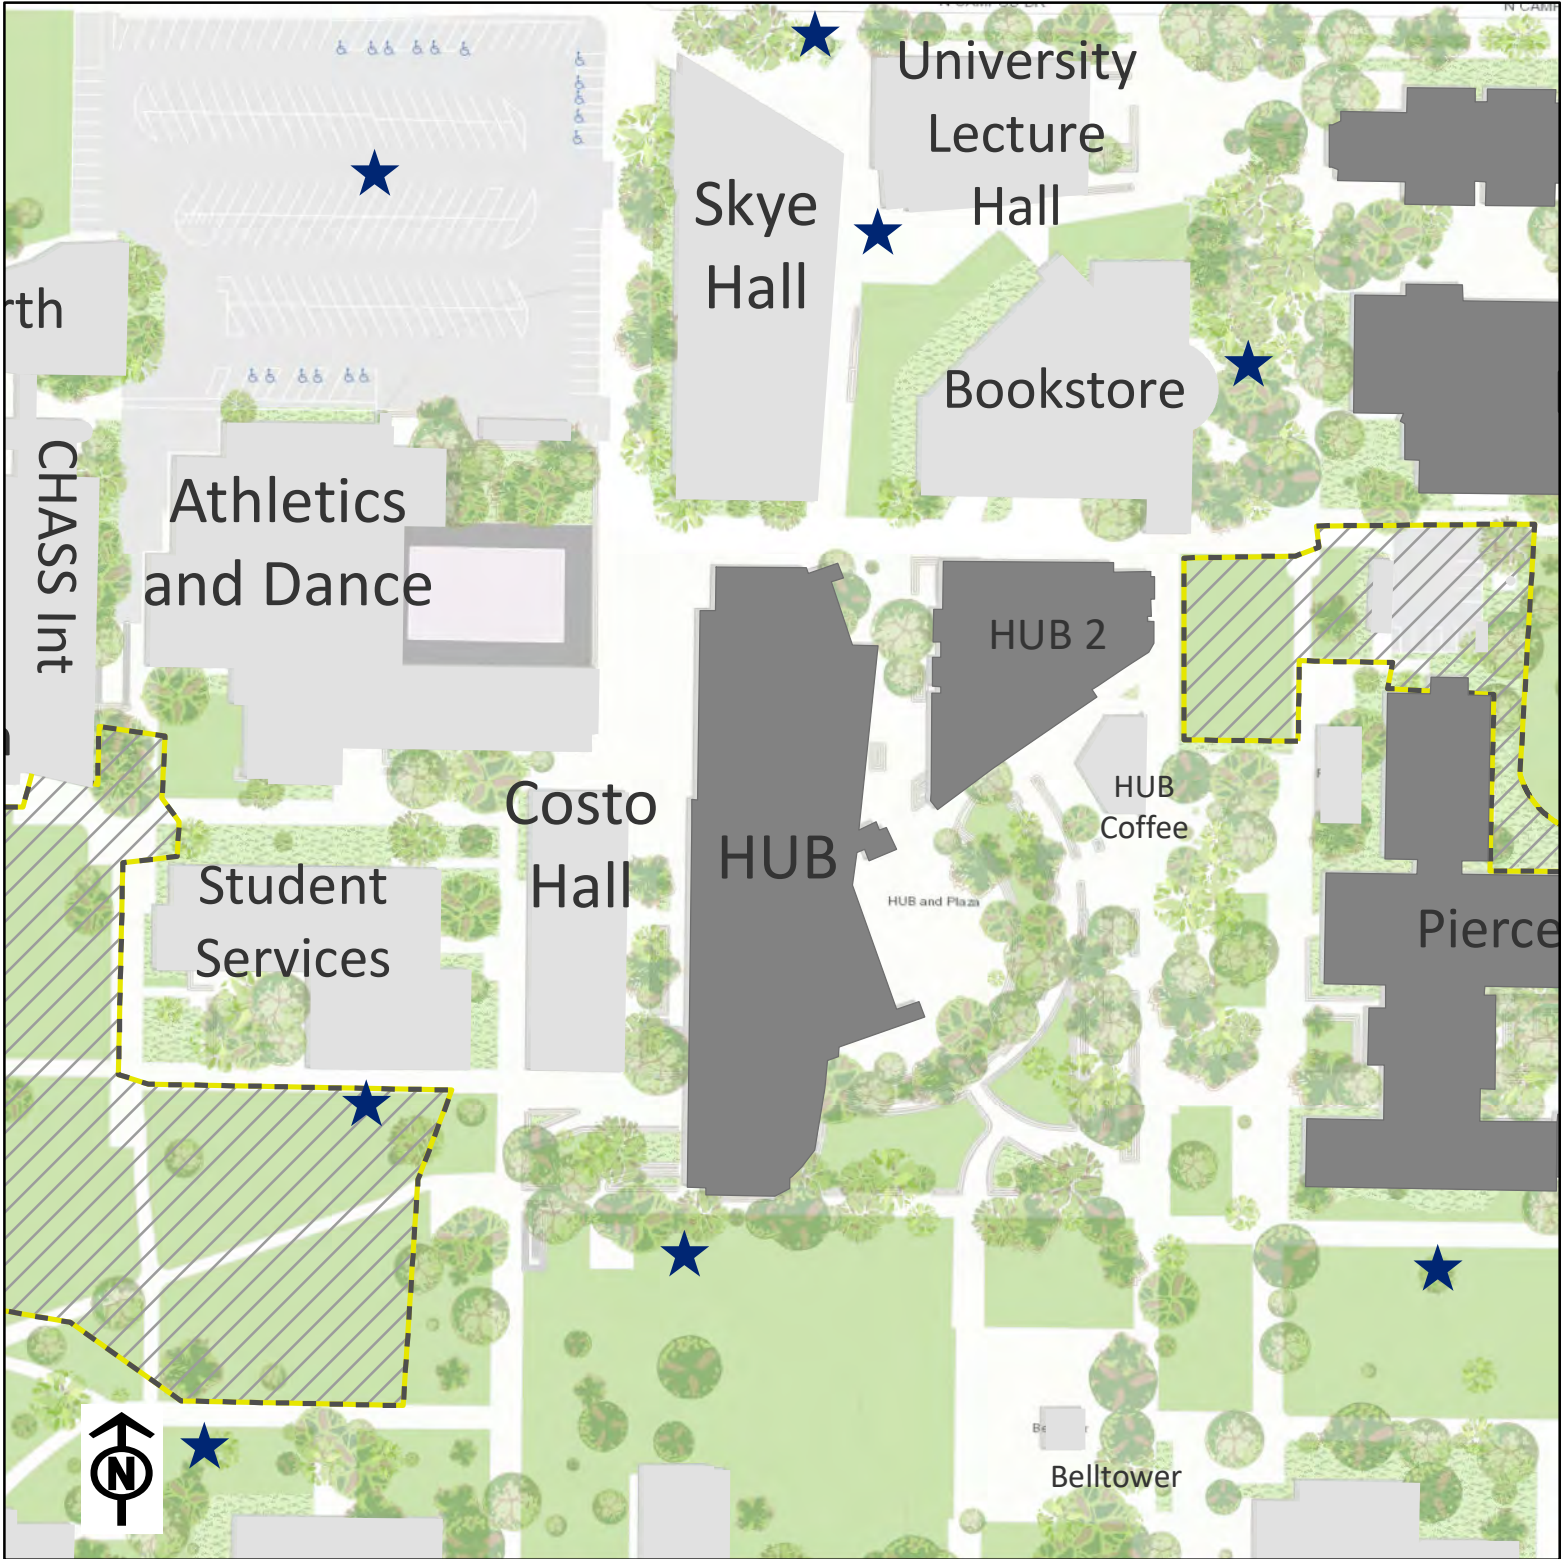 University
Lecture
Hall
Skye
Hall
rth
Bookstore
CHASS Int
Athletics
and Dance
HUB 2
HUB
Coffee
Costo
Hall
HUB
HUB and Plaza
Student
Services
Pierce
Belltower
N